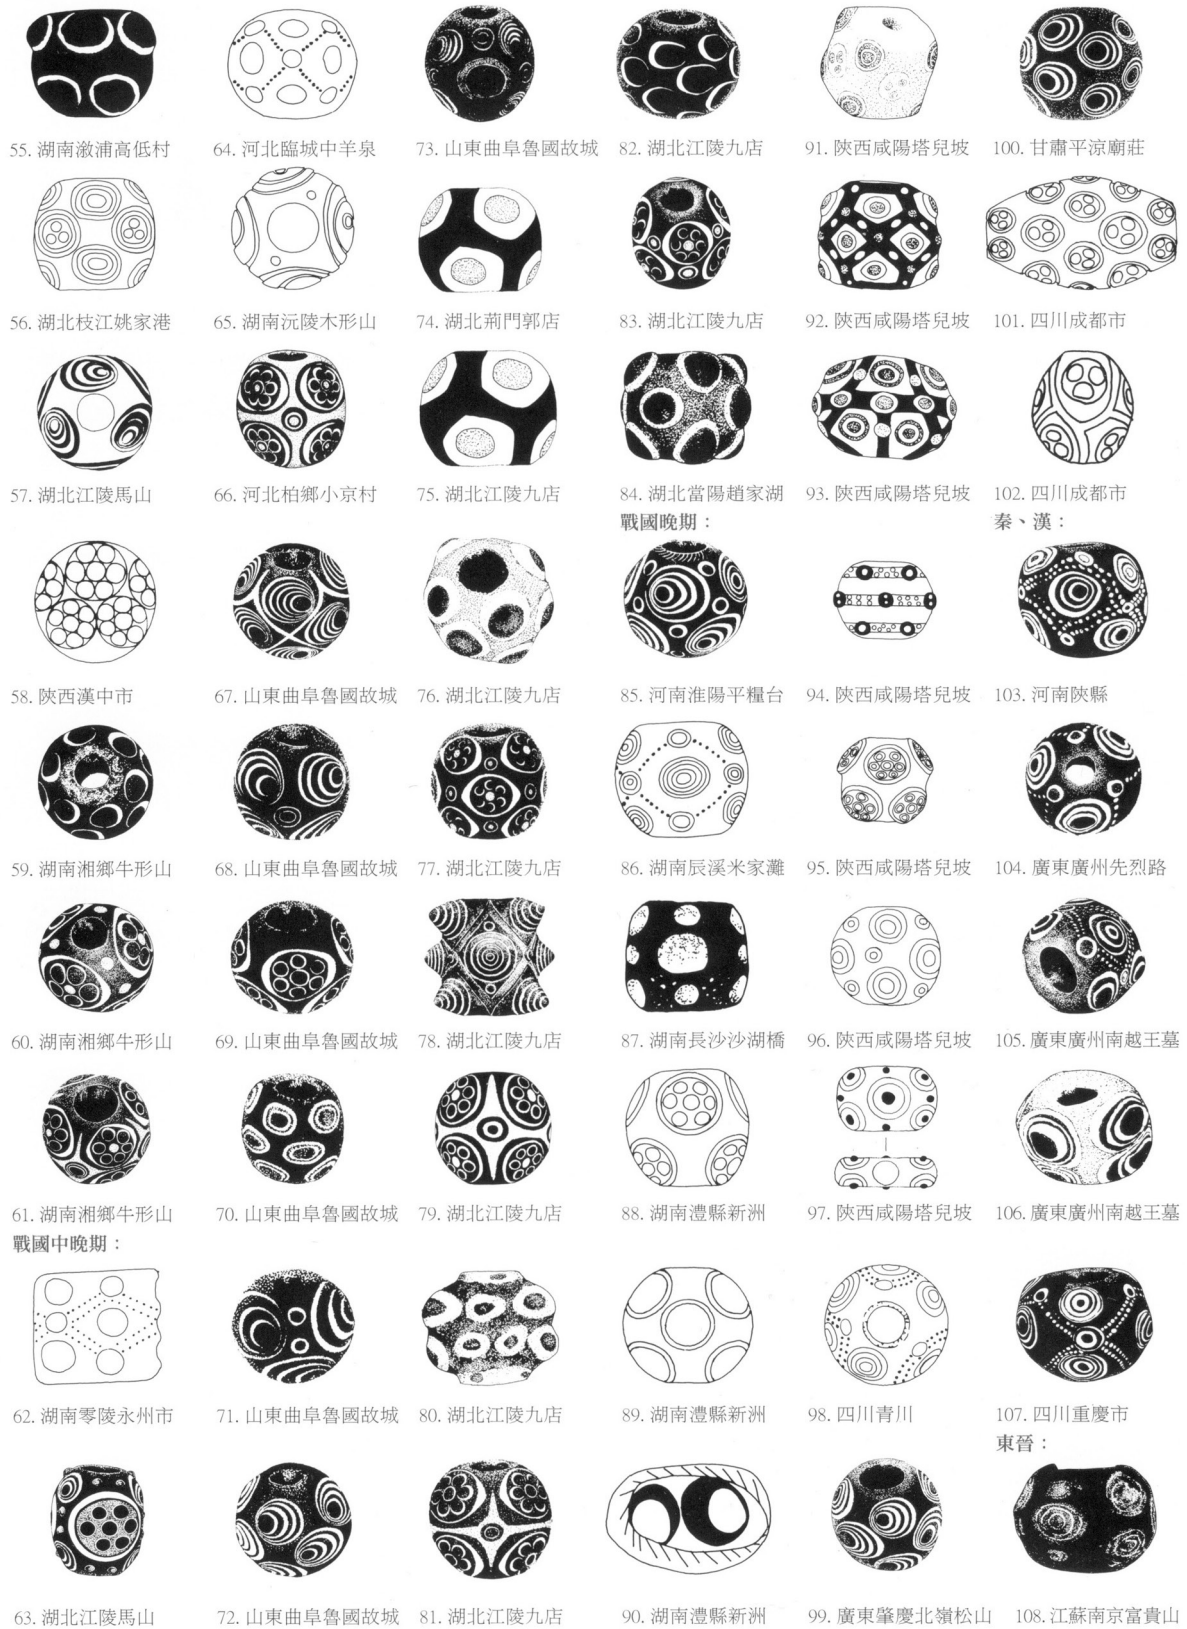 55. 湖南漵浦高低村
56. 湖北枝江姚家港
57. 湖北江陵馬山
58. 陝西漢中市
59. 湖南湘鄉牛形山
60. 湖南湘鄉牛形山
61. 湖南湘鄉牛形山
戰國中晚期：
62. 湖南零陵永州市
63. 湖北江陵馬山
64. 河北臨城中羊泉
65. 湖南沅陵木形山
66. 河北柏鄉小京村
67. 山東曲阜魯國故城
68. 山東曲阜魯國故城
69. 山東曲阜魯國故城
70. 山東曲阜魯國故城
71. 山東曲阜魯國故城
72. 山東曲阜魯國故城
73. 山東曲阜魯國故城
74. 湖北荊門郭店
75. 湖北江陵九店
76. 湖北江陵九店
77. 湖北江陵九店
78. 湖北江陵九店
79. 湖北江陵九店
80. 湖北江陵九店
81. 湖北江陵九店
82. 湖北江陵九店
83. 湖北江陵九店
84. 湖北當陽趙家湖
戰國晚期：
85. 河南淮陽平糧台
86. 湖南辰溪米家灘
87. 湖南長沙沙湖橋
88. 湖南澧縣新洲
89. 湖南澧縣新洲
90. 湖南澧縣新洲
91. 陝西咸陽塔兒坡
92. 陝西咸陽塔兒坡
93. 陝西咸陽塔兒坡
94. 陝西咸陽塔兒坡
95. 陝西咸陽塔兒坡
96. 陝西咸陽塔兒坡
97. 陝西咸陽塔兒坡
98. 四川青川
99. 廣東肇慶北嶺松山
100. 甘肅平涼廟莊
101. 四川成都市
102. 四川成都市
秦、漢：
103. 河南陝縣
104. 廣東廣州先烈路
105. 廣東廣州南越王墓
106. 廣東廣州南越王墓
107. 四川重慶市
東晉：
108. 江蘇南京富貴山